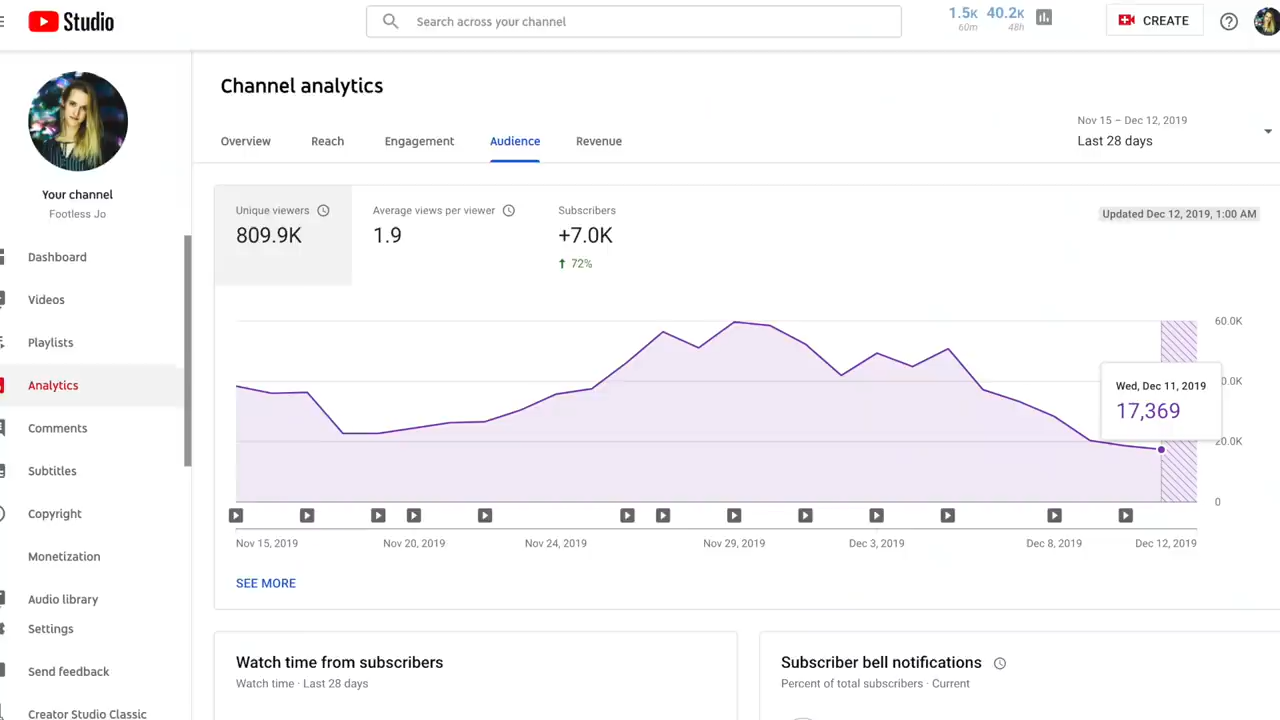 Studio
Search across your channel
1.5K 40.2K
60m 48h
CREATE
Channel analytics
Nov 15 – Dec 12, 2019
Last 28 days
Overview Reach Engagement Audience Revenue
Your channel
Footless Jo
Dashboard
Videos
Playlists
Analytics
Comments
Subtitles
Copyright
Monetization
Audio library
Settings
Send feedback
Creator Studio Classic
Unique viewers
809.9K
Average views per viewer
1.9
Subscribers
+7.0K
72%
Updated Dec 12, 2019, 1:00 AM
60.0K
Wed, Dec 11, 2019
17,369
20.0K
0
Nov 15, 2019 Nov 20, 2019 Nov 24, 2019 Nov 29, 2019 Dec 3, 2019 Dec 8, 2019 Dec 12, 2019
SEE MORE
Watch time from subscribers
Watch time · Last 28 days
Subscriber bell notifications
Percent of total subscribers · Current